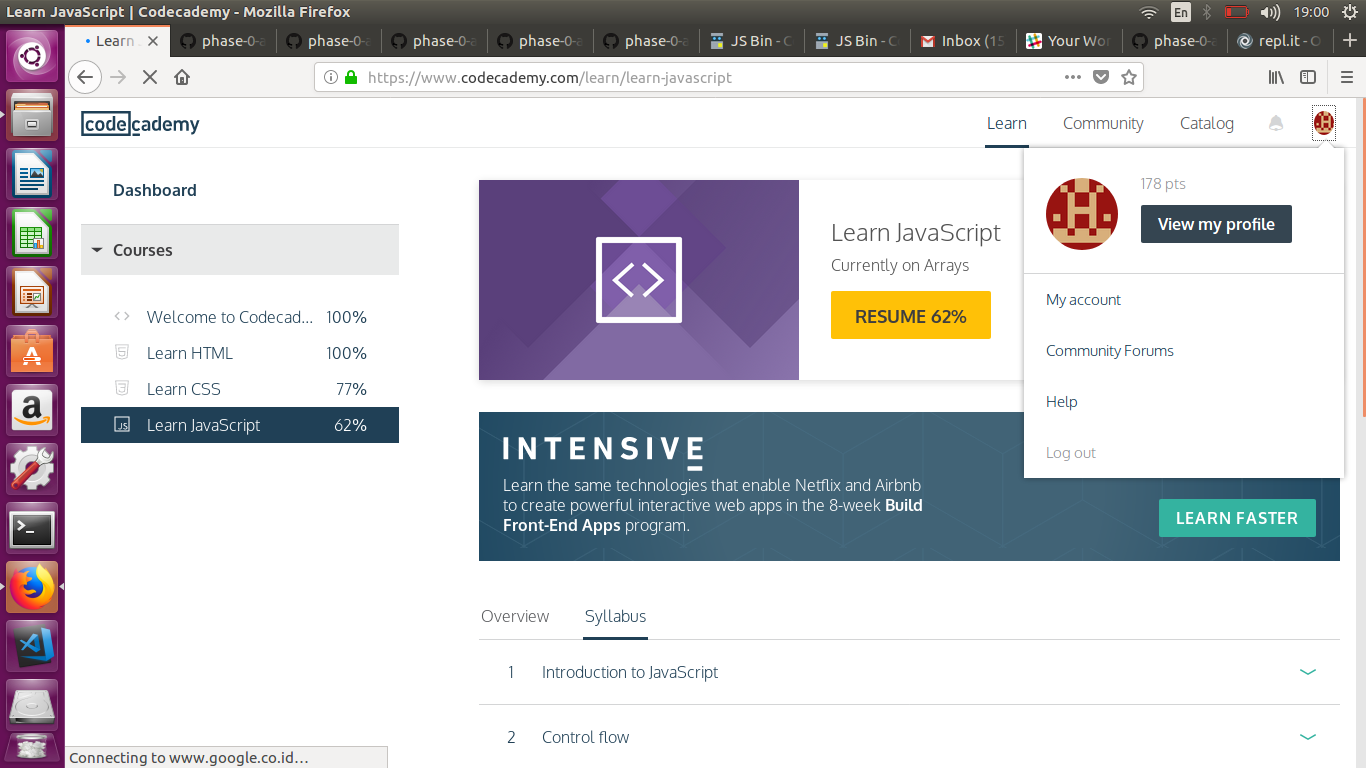 Learn JavaScript | Codecademy - Mozilla Firefox
En
19:00
Learn
phase-0-a
phase-0-a
phase-0-a
phase-0-a
phase-0-a
JS Bin - C
JS Bin - C
Inbox (15
Your Wor
phase-0-a
repl.it - O
https://www.codecademy.com/learn/learn-javascript
codecademy
Learn
Community
Catalog
Dashboard
Courses
Welcome to Codecad... 100%
Learn HTML 100%
Learn CSS 77%
JS Learn JavaScript 62%
Learn JavaScript
Currently on Arrays
RESUME 62%
178 pts
View my profile
My account
Community Forums
Help
Log out
INTENSIVE
Learn the same technologies that enable Netflix and Airbnb
to create powerful interactive web apps in the 8-week Build
Front-End Apps program.
LEARN FASTER
Overview
Syllabus
1 Introduction to JavaScript
2 Control flow
Connecting to www.google.co.id…